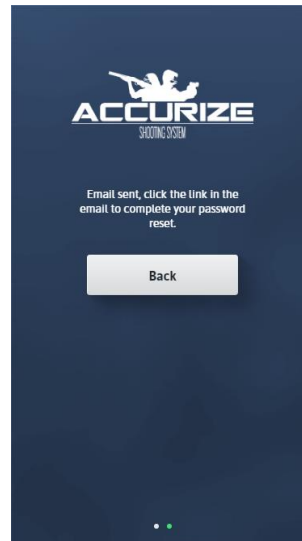 ACCURIZE
SHOOTING SYSTEM
Email sent, click the link in the
email to complete your password
reset.
Back